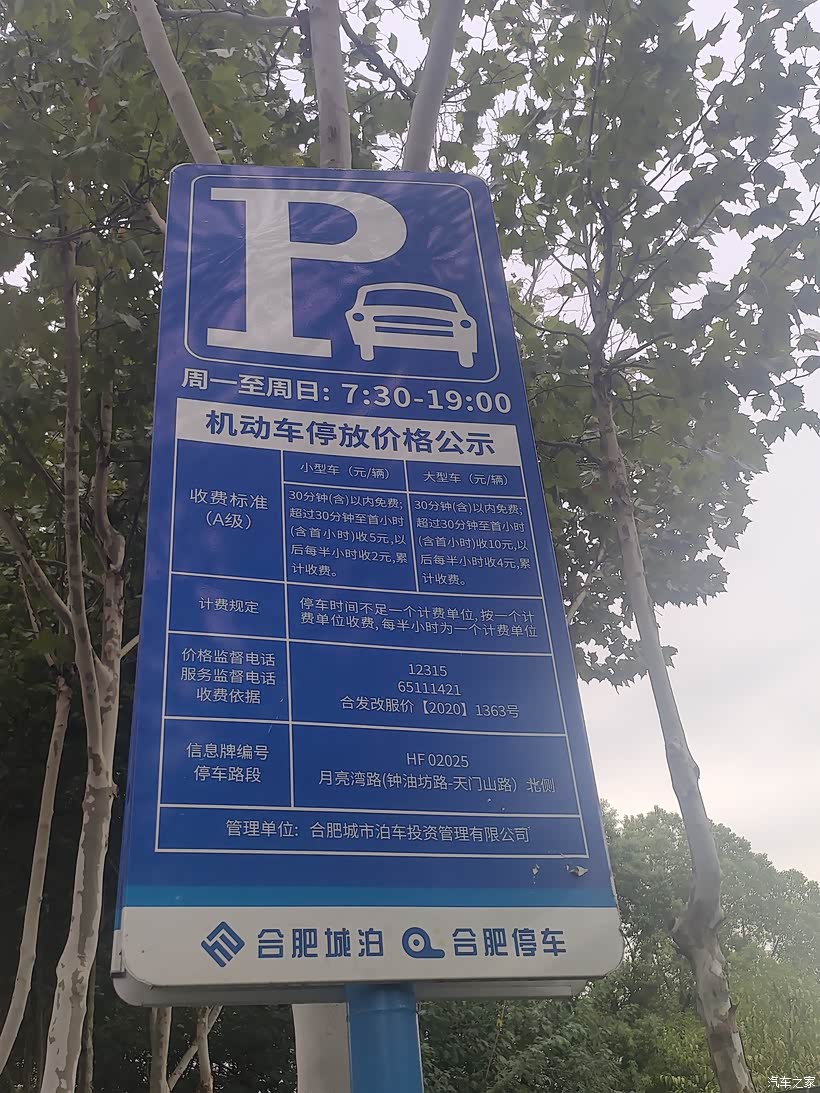 P
周一至周日: 7:30-19:00
机动车停放价格公示
收费标准
（A级）
小型车（元/辆）
30分钟(含)以内免费;
超过30分钟至首小时
(含首小时)收5元,以
后每半小时收2元,累
计收费。
大型车（元/辆）
30分钟(含)以内免费;
超过30分钟至首小时
(含首小时)收10元,以
后每半小时收4元,累
计收费。
计费规定
停车时间不足一个计费单位, 按一个计
费单位收费, 每半小时为一个计费单位
价格监督电话
服务监督电话
收费依据
12315
65111421
合发改服价【2020】1363号
信息牌编号
停车路段
HF 02025
月亮湾路(钟油坊路-天门山路）北侧
管理单位: 合肥城市泊车投资管理有限公司
合肥城泊 合肥停车
汽车之家